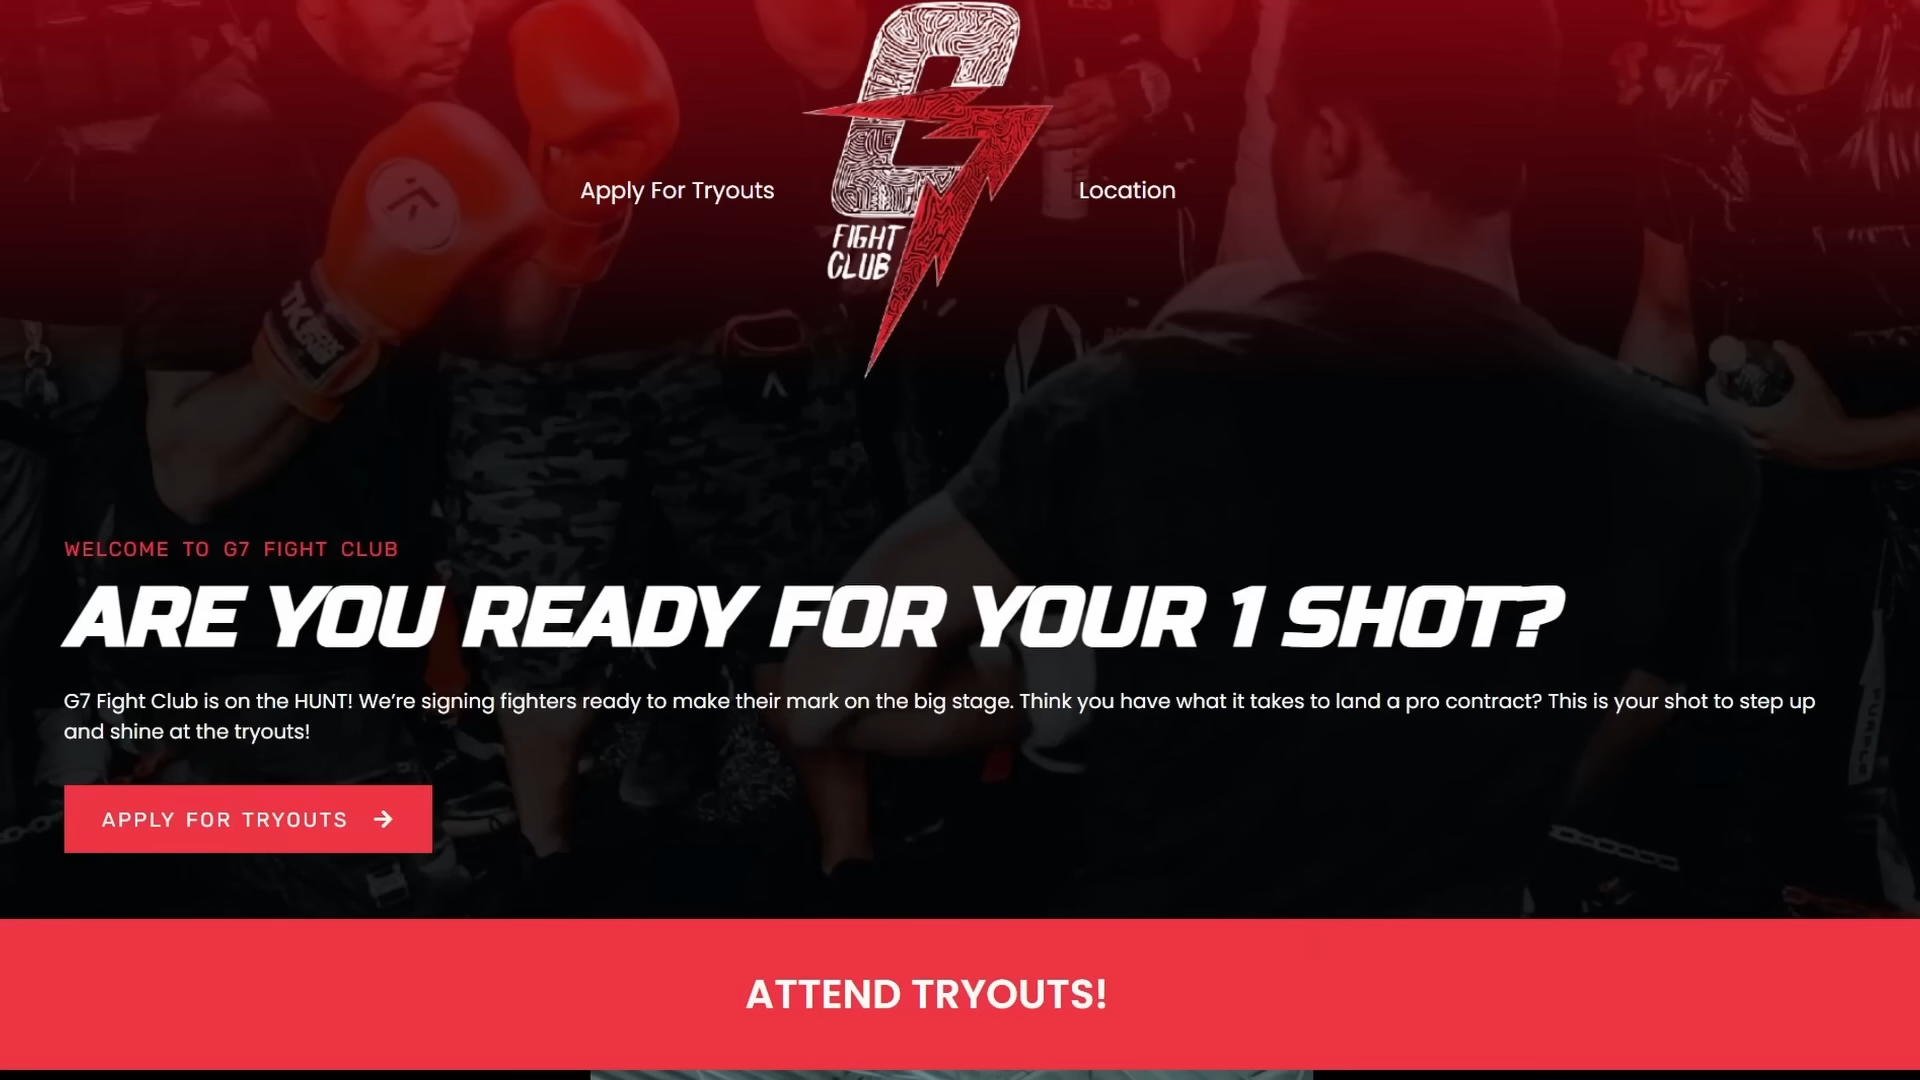 Apply For Tryouts
G7
FIGHT
CLUB
Location
WELCOME TO G7 FIGHT CLUB
ARE YOU READY FOR YOUR 1 SHOT?
G7 Fight Club is on the HUNT! We’re signing fighters ready to make their mark on the big stage. Think you have what it takes to land a pro contract? This is your shot to step up
and shine at the tryouts!
APPLY FOR TRYOUTS
ATTEND TRYOUTS!